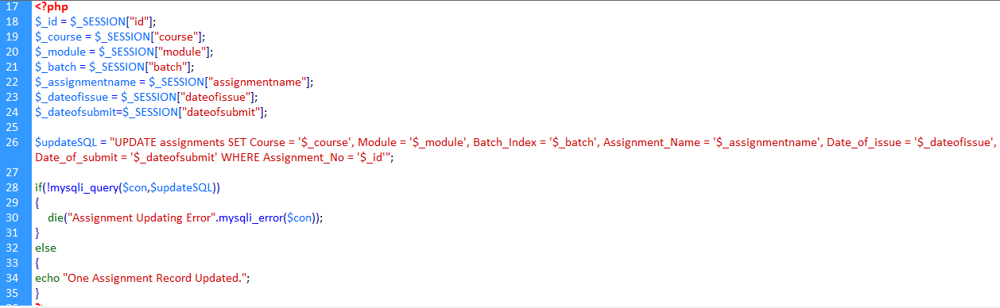 17 <?php
18 $_id = $_SESSION["id"];
19 $_course = $_SESSION["course"];
20 $_module = $_SESSION["module"];
21 $_batch = $_SESSION["batch"];
22 $_assignmentname = $_SESSION["assignmentname"];
23 $_dateofissue = $_SESSION["dateofissue"];
24 $_dateofsubmit=$_SESSION["dateofsubmit"];
25
26 $updateSQL = "UPDATE assignments SET Course = '$_course', Module = '$_module', Batch_Index = '$_batch', Assignment_Name = '$_assignmentname', Date_of_issue = '$_dateofissue',
Date_of_submit = '$_dateofsubmit' WHERE Assignment_No = '$_id'";
27
28 if(!mysqli_query($con,$updateSQL))
29 {
30 die("Assignment Updating Error".mysqli_error($con));
31 }
32 else
33 {
34 echo "One Assignment Record Updated.";
35 }